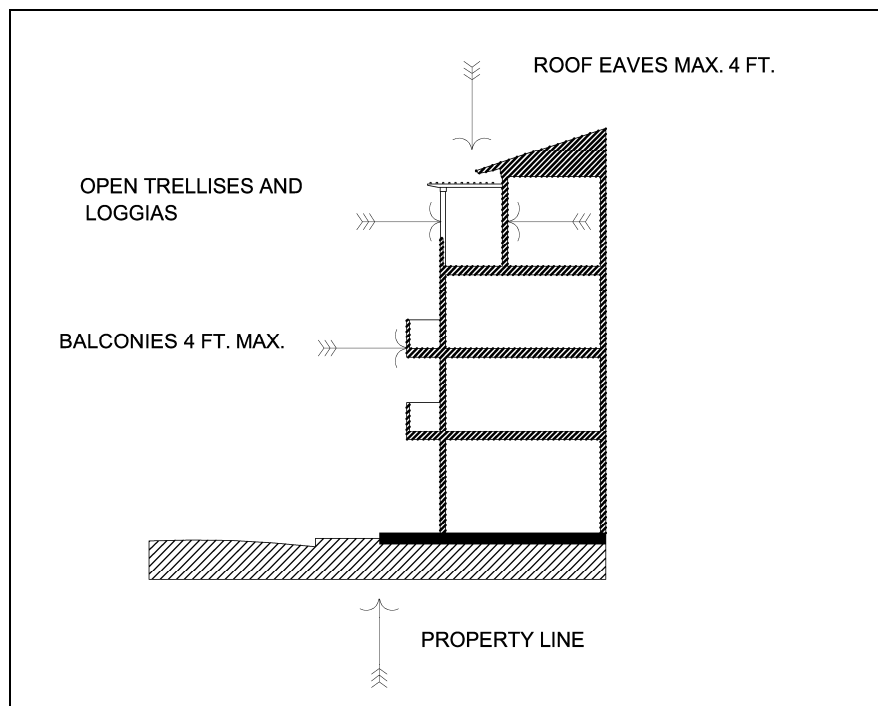 ROOF EAVES MAX. 4 FT.
OPEN TRELLISES AND
LOGGIAS
BALCONIES 4 FT. MAX.
PROPERTY LINE